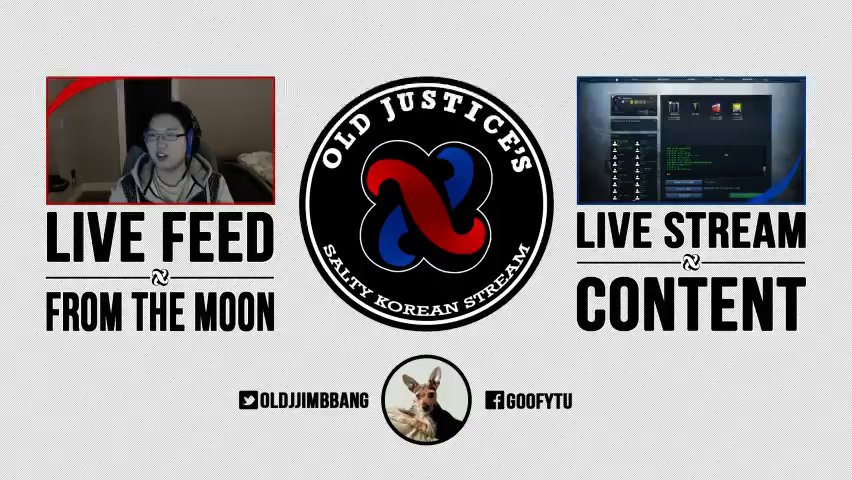 OLD JUSTICE'S
SALTY KOREAN STREAM
LIVE FEED
FROM THE MOON
LIVE STREAM
CONTENT
OLDJJIMBBANG
GOOFYTU